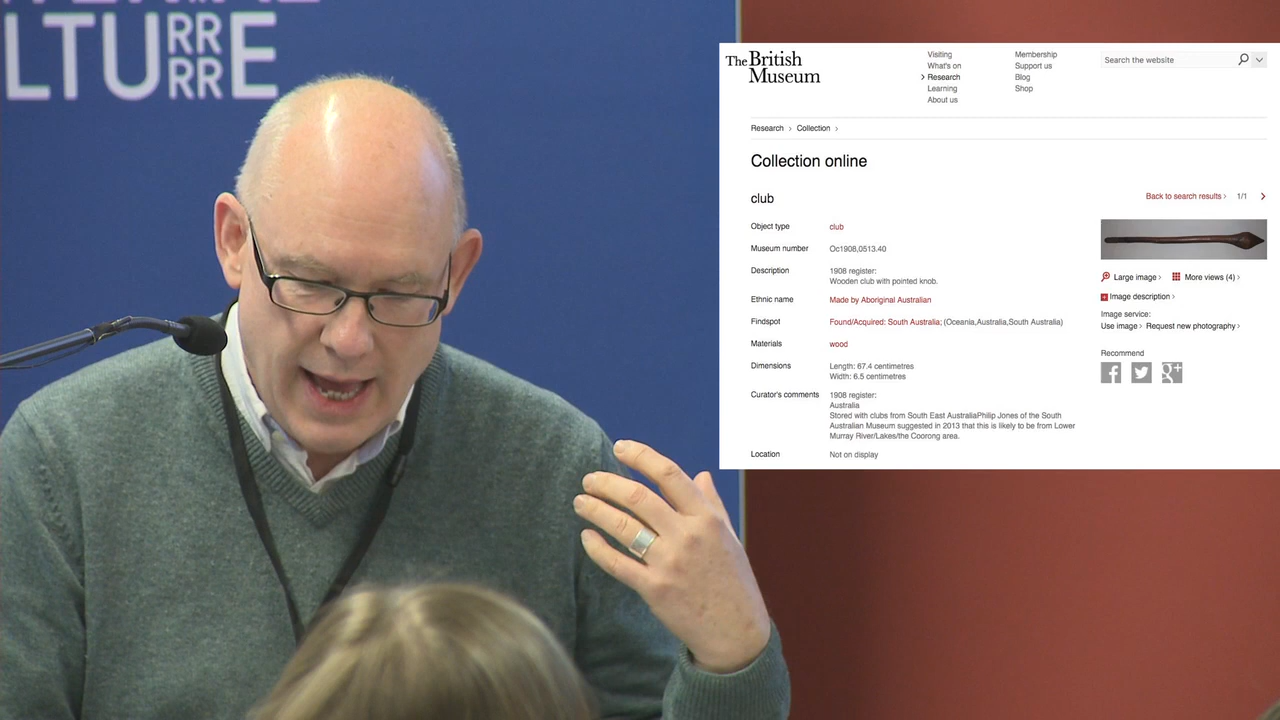 LTURRE
RRE
The British
Museum
Visiting
What's on
Research
Learning
About us
Membership
Support us
Blog
Shop
Search the website
Research > Collection >
Collection online
club
Back to search results > 1/1 >
Object type club
Museum number Oc1908,0513.40
Description 1908 register:
Wooden club with pointed knob.
Ethnic name Made by Aboriginal Australian
Findspot Found/Acquired: South Australia; (Oceania,Australia,South Australia)
Materials wood
Dimensions Length: 67.4 centimetres
Width: 6.5 centimetres
Curator's comments 1908 register:
Australia
Stored with clubs from South East AustraliaPhilip Jones of the South
Australian Museum suggested in 2013 that this is likely to be from Lower
Murray River/Lakes/the Coorong area.
Location Not on display
Large image > More views (4) >
Image description >
Image service:
Use image > Request new photography >
Recommend